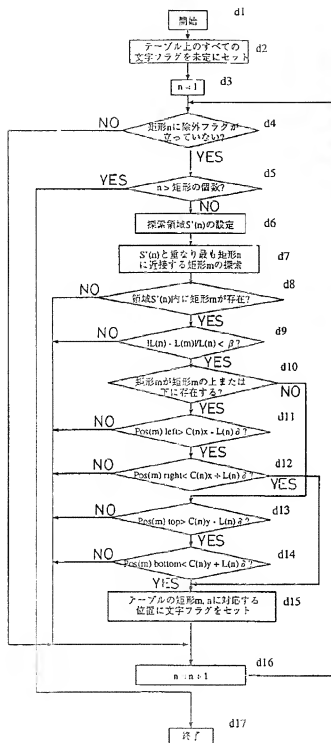 開始 d1
テーブル上のすべての
文字フラグを未定にセット d2
n = 1 d3
矩形nに除外フラグが
立っていない? d4
NO
YES
n > 矩形の個数? d5
YES
NO
探索領域S'(n)の設定 d6
S'(n)と重なり最も矩形n
に近接する矩形mの探索 d7
領域S'(n)内に矩形mが存在? d8
NO
YES
|L(n) - L(m)|/L(n) < β? d9
NO
YES
矩形mが矩形mの上または
下に存在する? d10
NO
YES
Pos(m) left> C(n)x - L(n) ∂ ? d11
NO
YES
Pos(m) right< C(n)x + L(n) ∂ ? d12
NO
YES
Pos(m) top> C(n)y - L(n) ∂ ? d13
NO
YES
Pos(m) bottom< C(n)y + L(n) ∂ ? d14
NO
YES
テーブルの矩形m, nに対応する
位置に文字フラグをセット d15
d16
終了 d17